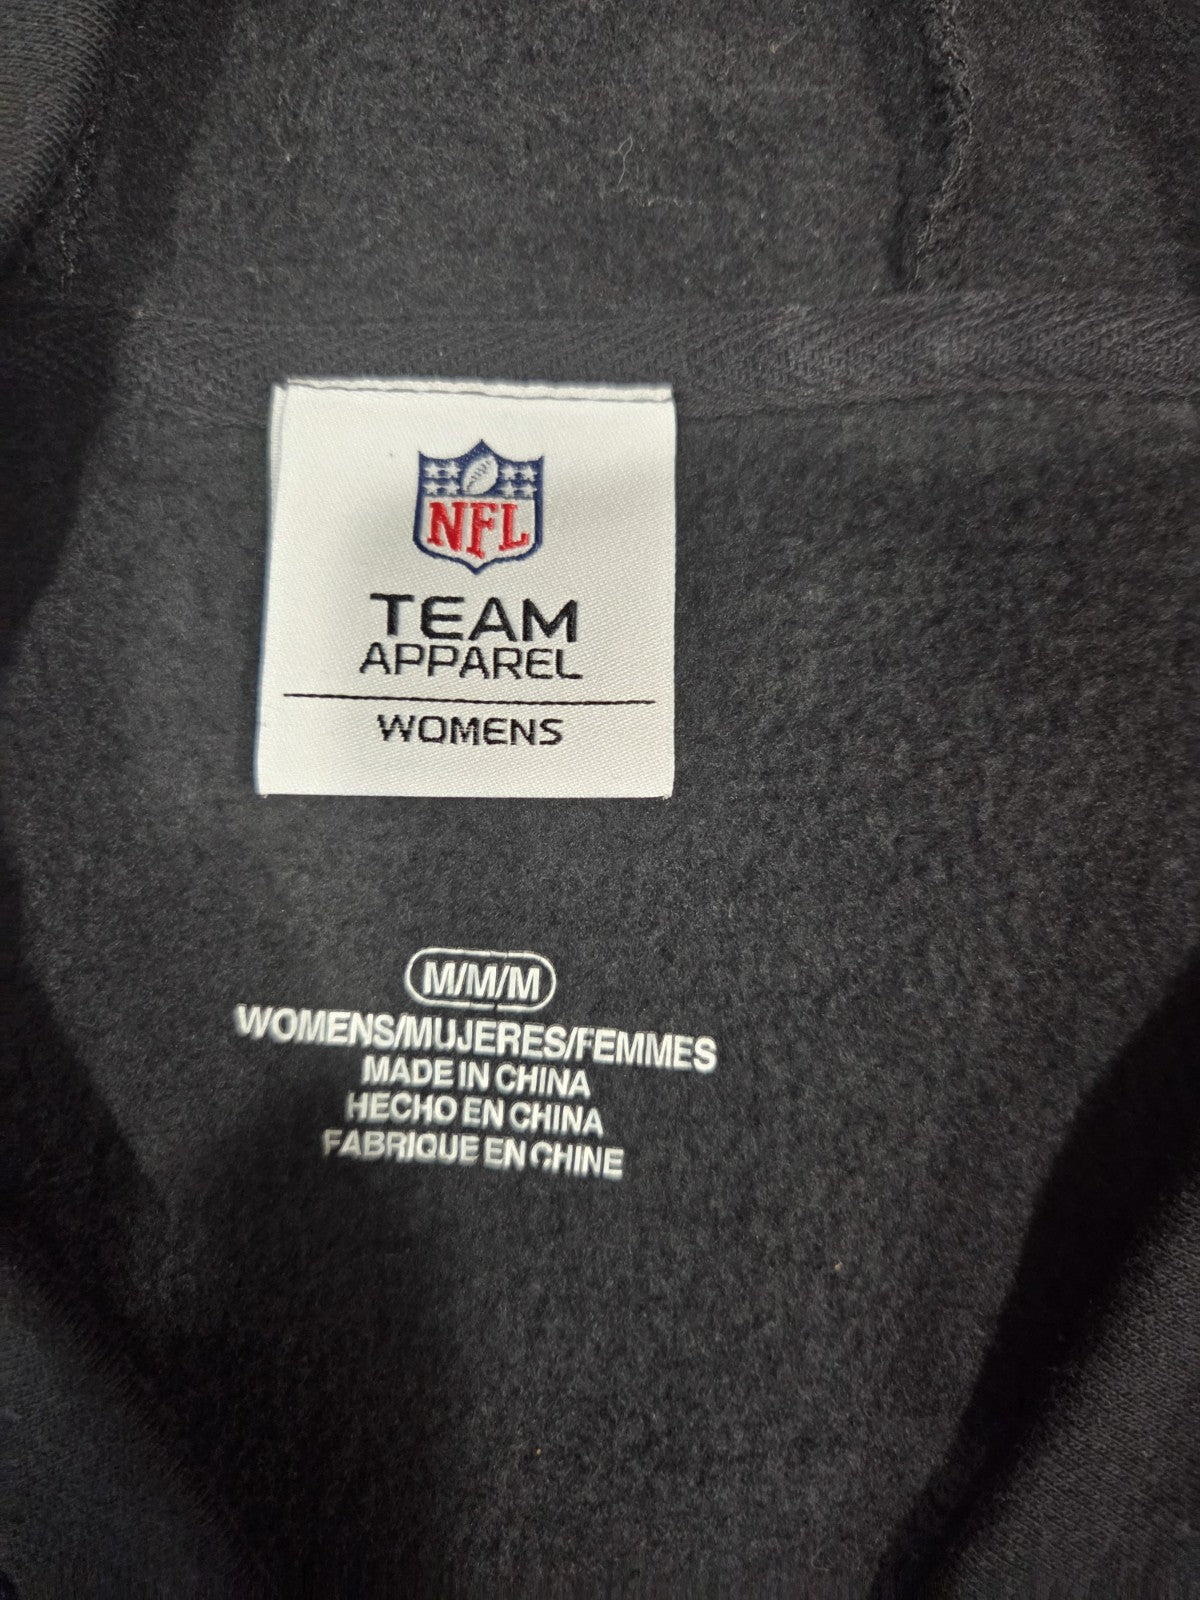 NFL
TEAM
APPAREL
WOMENS
M/M/M
WOMENS/MUJERES/FEMMES
MADE IN CHINA
HECHO EN CHINA
FABRIQUE EN CHINE